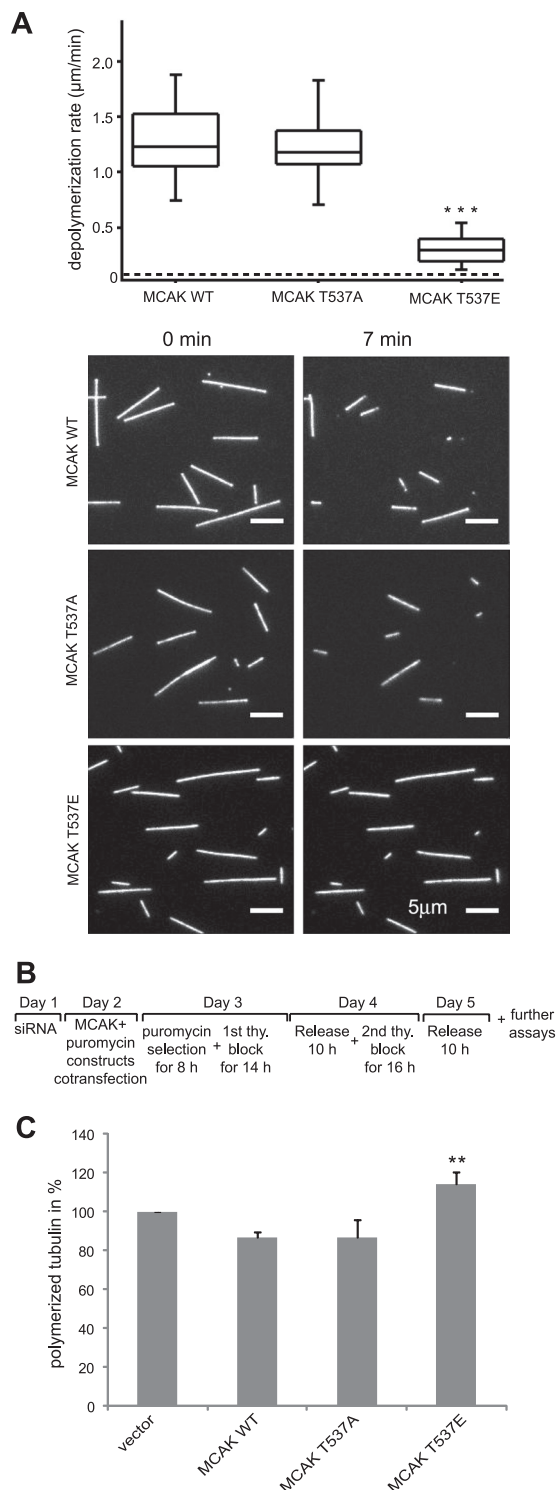 A
depolymerization rate (µm/min)
2.0
1.5
1.0
0.5
0
* * *
MCAK WT
MCAK T537A
MCAK T537E
0 min
7 min
MCAK WT
MCAK T537A
MCAK T537E
5µm
B
Day 1
Day 2
Day 3
Day 4
Day 5
siRNA
MCAK+
puromycin
constructs
cotransfection
puromycin
selection
for 8 h
+
1st thy.
block
for 14 h
Release
10 h
+
2nd thy.
block
for 16 h
Release
10 h
+ further
assays
C
polymerized tubulin in %
140
120
100
80
60
40
20
0
**
vector
MCAK WT
MCAK T537A
MCAK T537E